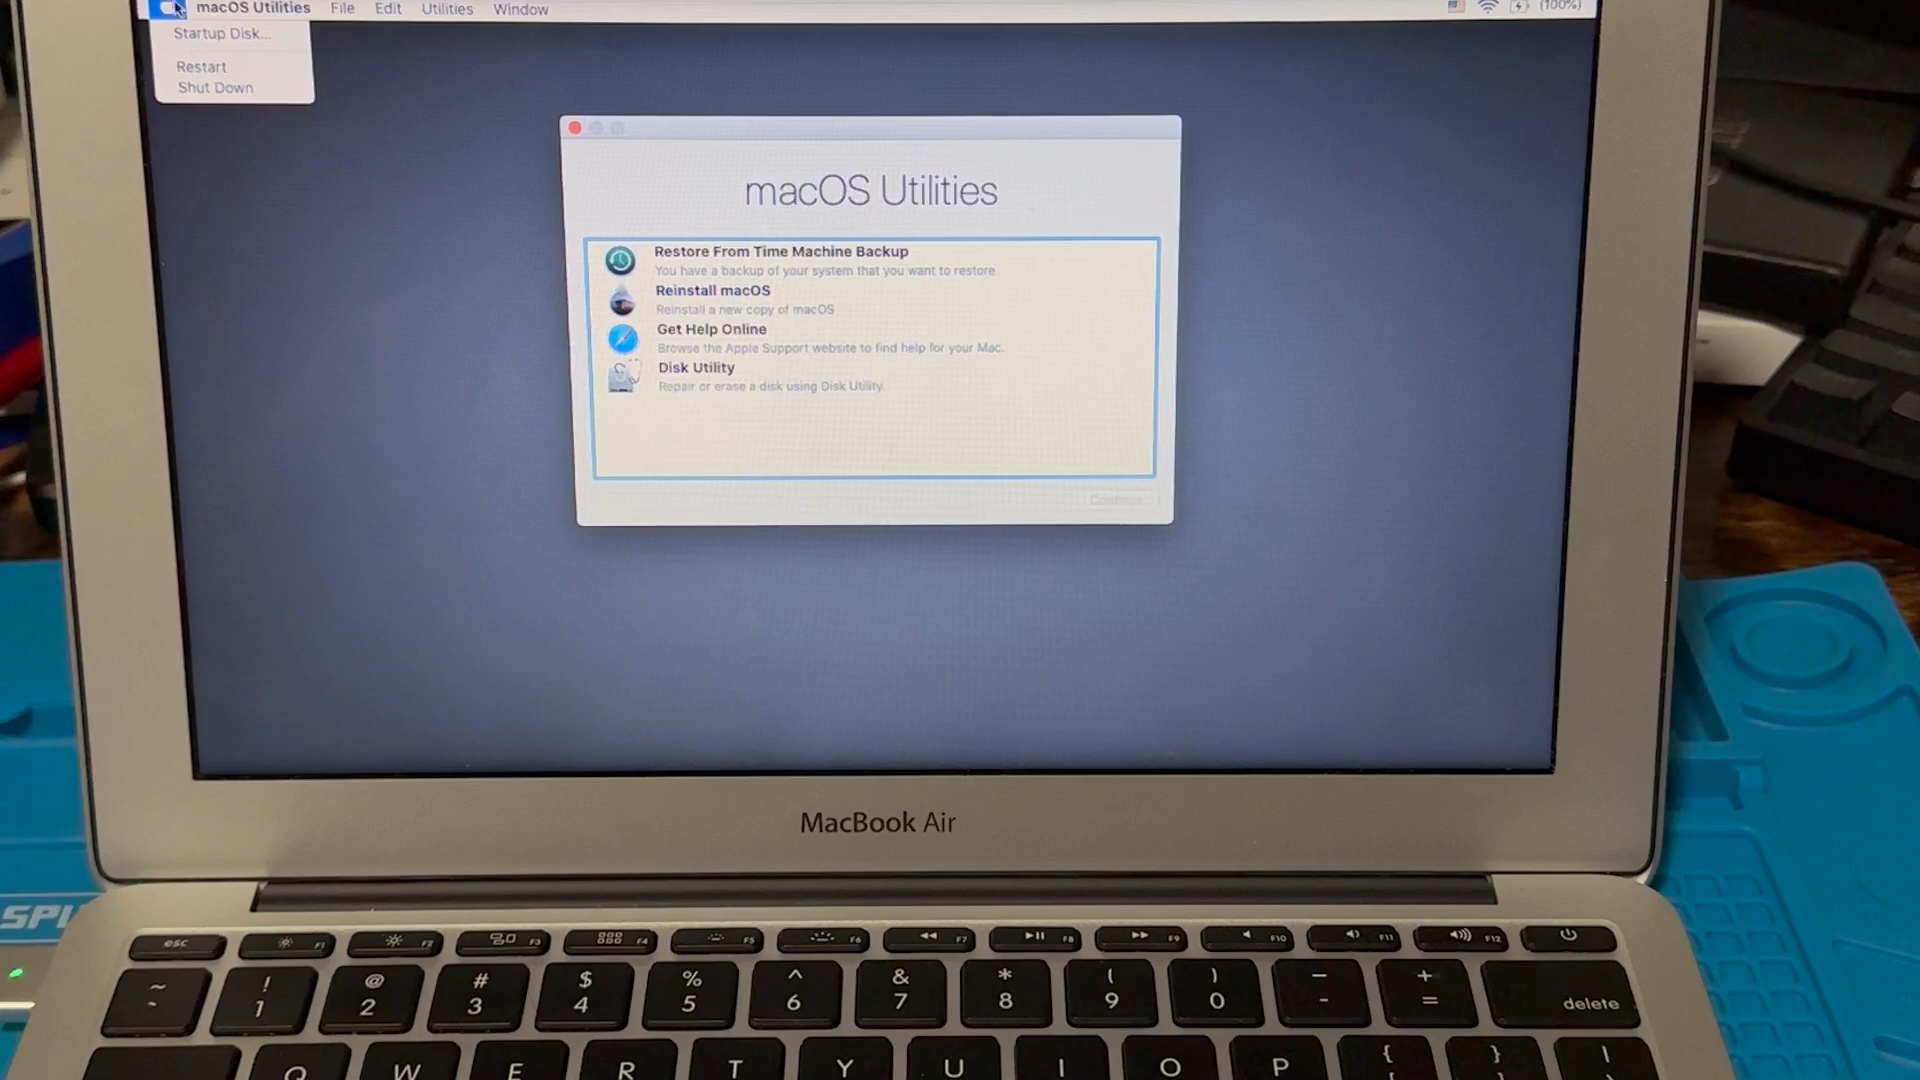 macOS Utilities File Edit Utilities Window (100%)
Startup Disk...
Restart
Shut Down
macOS Utilities
Restore From Time Machine Backup
You have a backup of your system that you want to restore.
Reinstall macOS
Reinstall a new copy of macOS
Get Help Online
Browse the Apple Support website to find help for your Mac.
Disk Utility
Repair or erase a disk using Disk Utility
Continue
MacBook Air
SPI
esc F1 F2 F3 F4 F5 F6 F7 F8 F9 F10 F11 F12
~ ! @ # $ % ^ & * ( ) – +
` 1 2 3 4 5 6 7 8 9 0 - = delete
Q W E R T Y U I O P { } |
[ ]